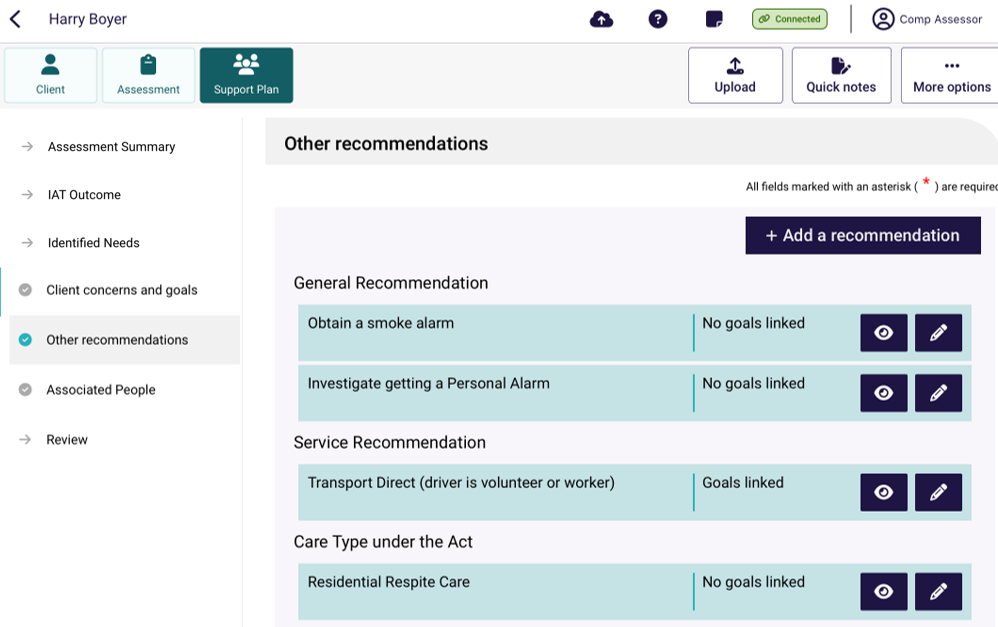 Harry Boyer
Connected
Comp Assessor
Client
Assessment
Support Plan
Upload
Quick notes
More options
Assessment Summary
IAT Outcome
Identified Needs
Client concerns and goals
Other recommendations
Associated People
Review
Other recommendations
All fields marked with an asterisk ( * ) are required
+ Add a recommendation
General Recommendation
Obtain a smoke alarm
No goals linked
Investigate getting a Personal Alarm
No goals linked
Service Recommendation
Transport Direct (driver is volunteer or worker)
Goals linked
Care Type under the Act
Residential Respite Care
No goals linked